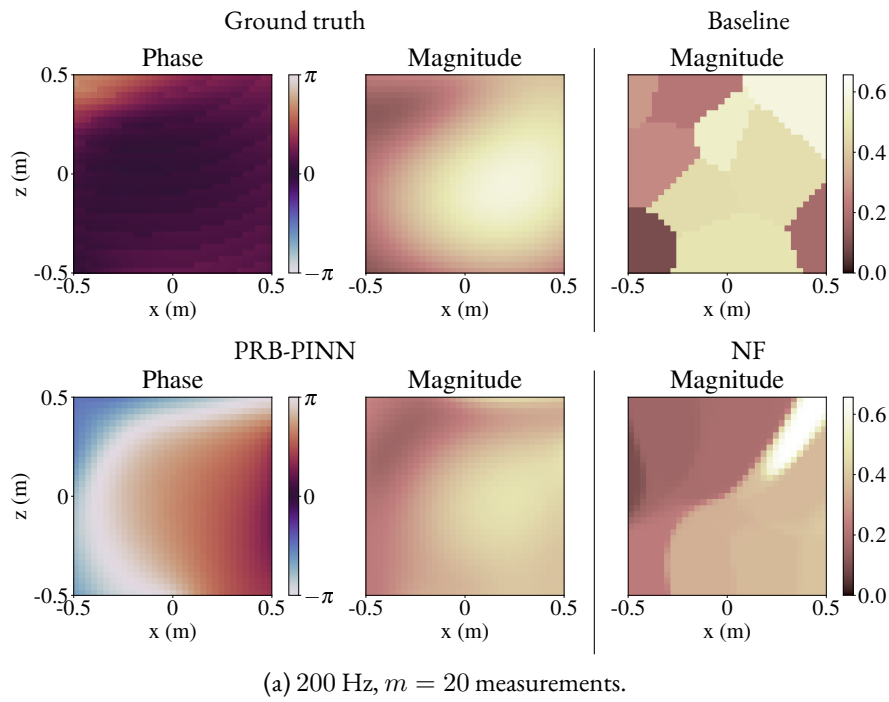 Ground truth
Baseline
Phase
Magnitude
Magnitude
0.5
0
-0.5
z (m)
-0.5
0
0.5
x (m)
π
0
−π
-0.5
0
0.5
x (m)
-0.5
0
0.5
x (m)
0.6
0.4
0.2
0.0
PRB-PINN
NF
Phase
Magnitude
Magnitude
0.5
0
-0.5
z (m)
-0.5
0
0.5
x (m)
π
0
−π
-0.5
0
0.5
x (m)
-0.5
0
0.5
x (m)
0.6
0.4
0.2
0.0
(a) 200 Hz, m = 20 measurements.